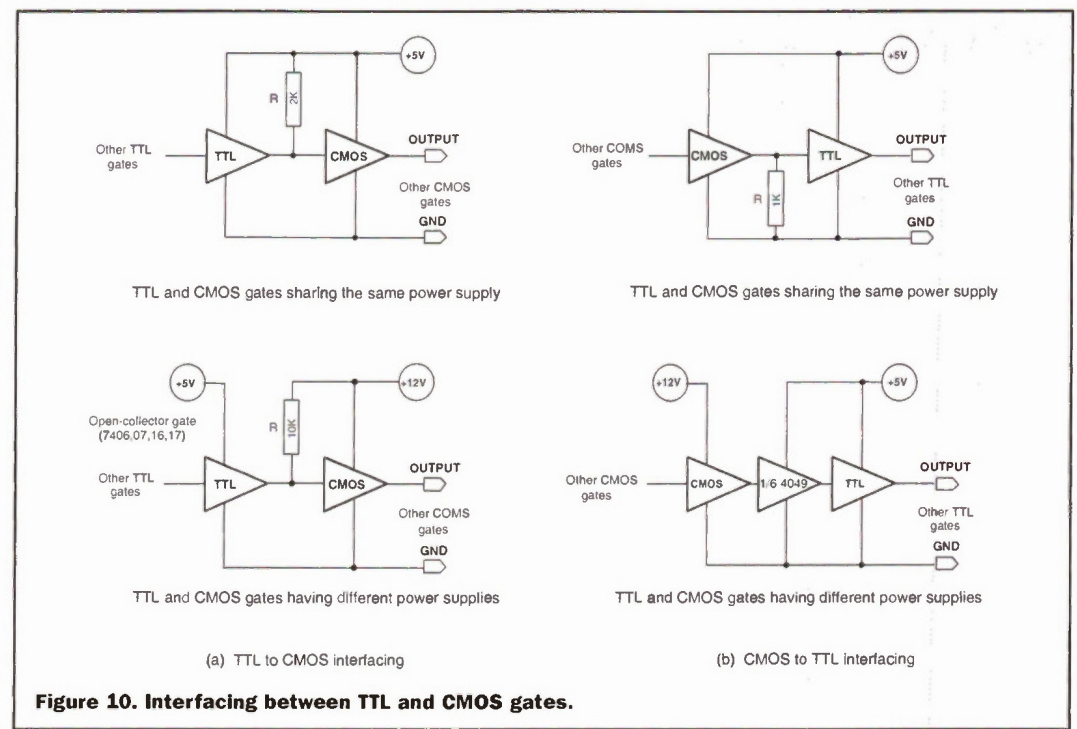 +5V
R
2K
Other TTL
gates
TTL
CMOS
OUTPUT
Other CMOS
gates
GND
TTL and CMOS gates sharing the same power supply
+5V
Other COMS
gates
CMOS
R
1K
TTL
OUTPUT
Other TTL
gates
GND
TTL and CMOS gates sharing the same power supply
+5V
+12V
Open-collector gate
(7406,07,16,17)
R
10K
Other TTL
gates
TTL
CMOS
OUTPUT
Other COMS
gates
GND
TTL and CMOS gates having different power supplies
+12V
+5V
Other CMOS
gates
CMOS
1/6 4049
TTL
OUTPUT
Other TTL
gates
GND
TTL and CMOS gates having different power supplies
(a) TTL to CMOS interfacing
(b) CMOS to TTL interfacing
Figure 10. Interfacing between TTL and CMOS gates.